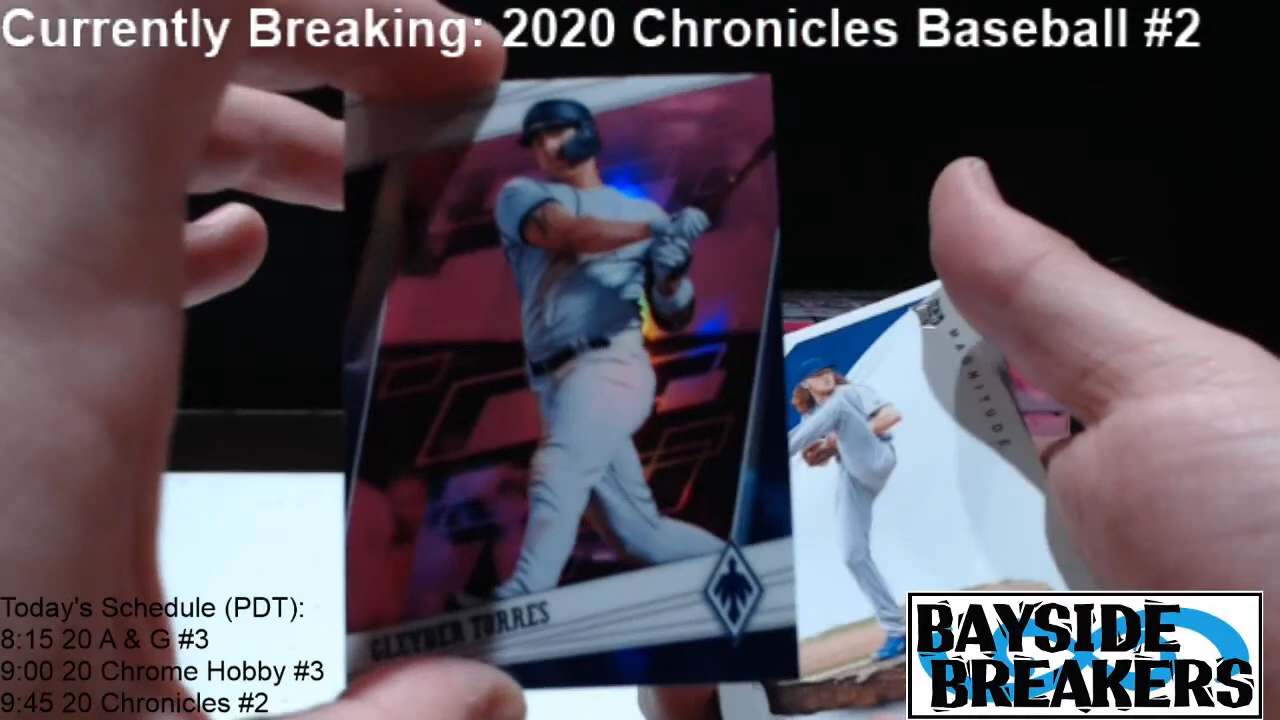 Currently Breaking: 2020 Chronicles Baseball #2
GLEYBER TORRES
MAGNITUDE
Today's Schedule (PDT):
8:15 20 A & G #3
9:00 20 Chrome Hobby #3
9:45 20 Chronicles #2
BAYSIDE
BREAKERS